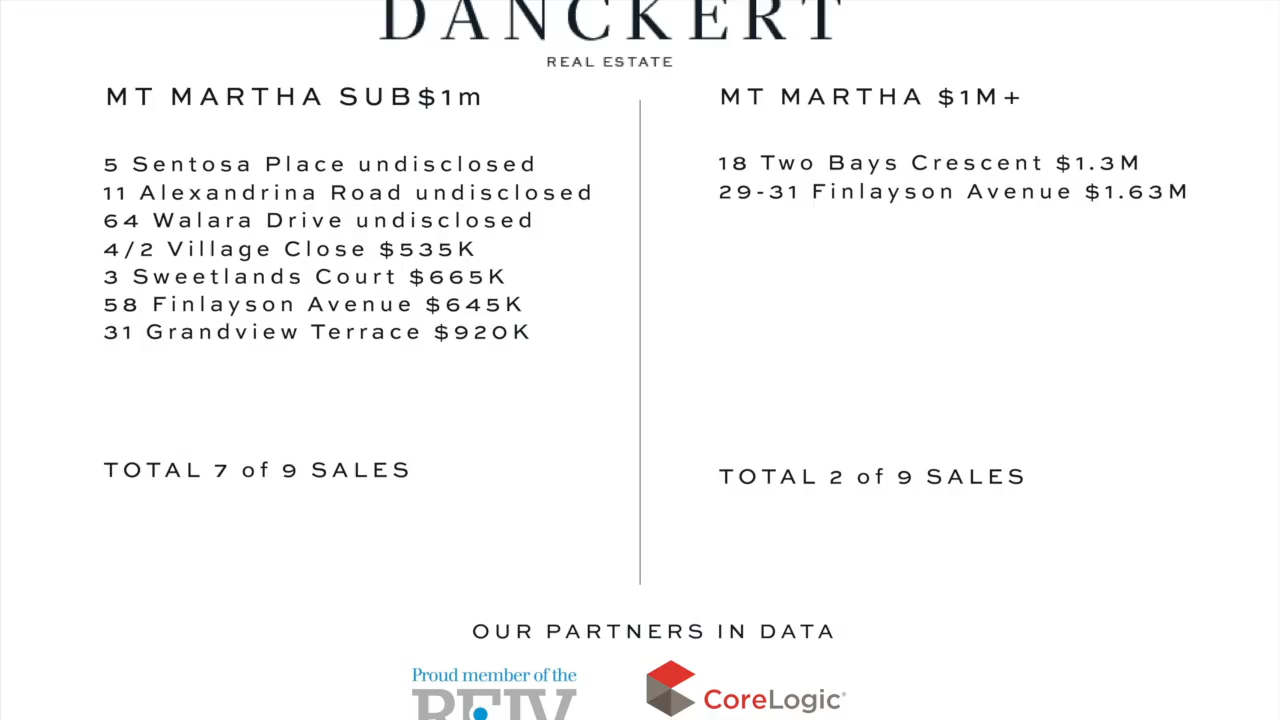 DANCKERT
REAL ESTATE
MT MARTHA SUB$1m
5 Sentosa Place undisclosed
11 Alexandrina Road undisclosed
64 Walara Drive undisclosed
4/2 Village Close $535K
3 Sweetlands Court $665K
58 Finlayson Avenue $645K
31 Grandview Terrace $920K
TOTAL 7 of 9 SALES
MT MARTHA $1M+
18 Two Bays Crescent $1.3M
29-31 Finlayson Avenue $1.63M
TOTAL 2 of 9 SALES
OUR PARTNERS IN DATA
Proud member of the
REIV
CoreLogic